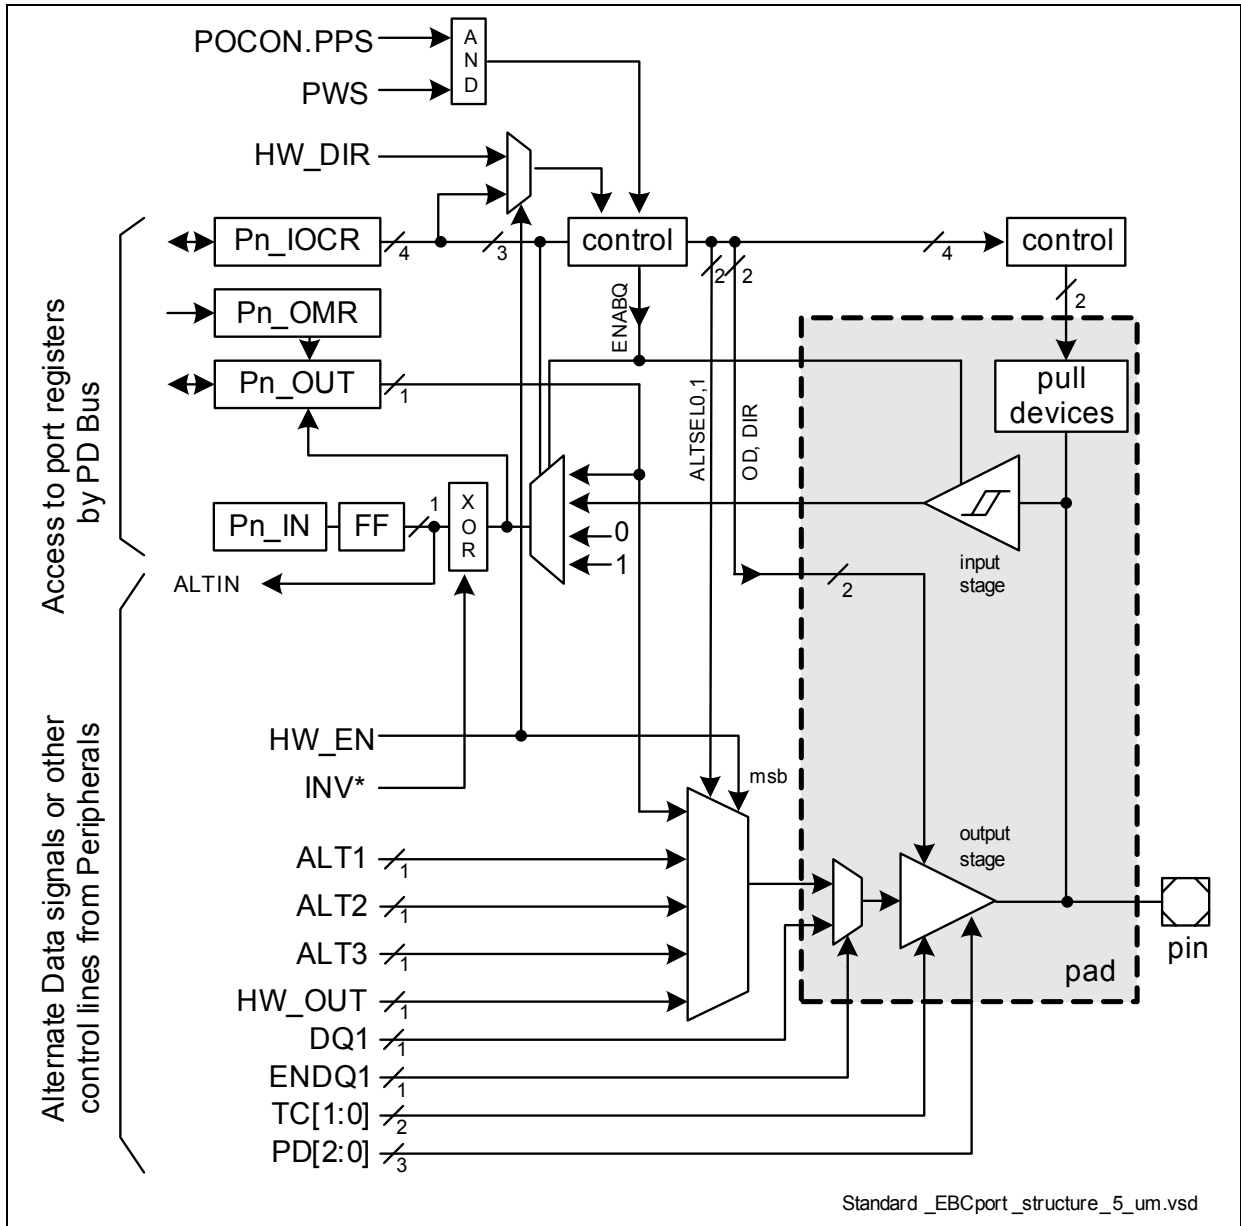 POCON.PPS
PWS
AND
HW_DIR
Pn_IOCR
4
3
control
2
2
4
control
2
Pn_OMR
ENABQ
Pn_OUT
1
pull
devices
ALTSEL0,1
OD, DIR
Access to port registers
by PD Bus
Pn_IN
FF
1
XOR
0
1
input
stage
ALTIN
2
HW_EN
INV*
msb
Alternate Data signals or other
control lines from Peripherals
output
stage
ALT1
1
ALT2
1
ALT3
1
HW_OUT
1
DQ1
1
ENDQ1
1
TC[1:0]
2
PD[2:0]
3
pad
pin
Standard _EBCport _structure_5_um.vsd